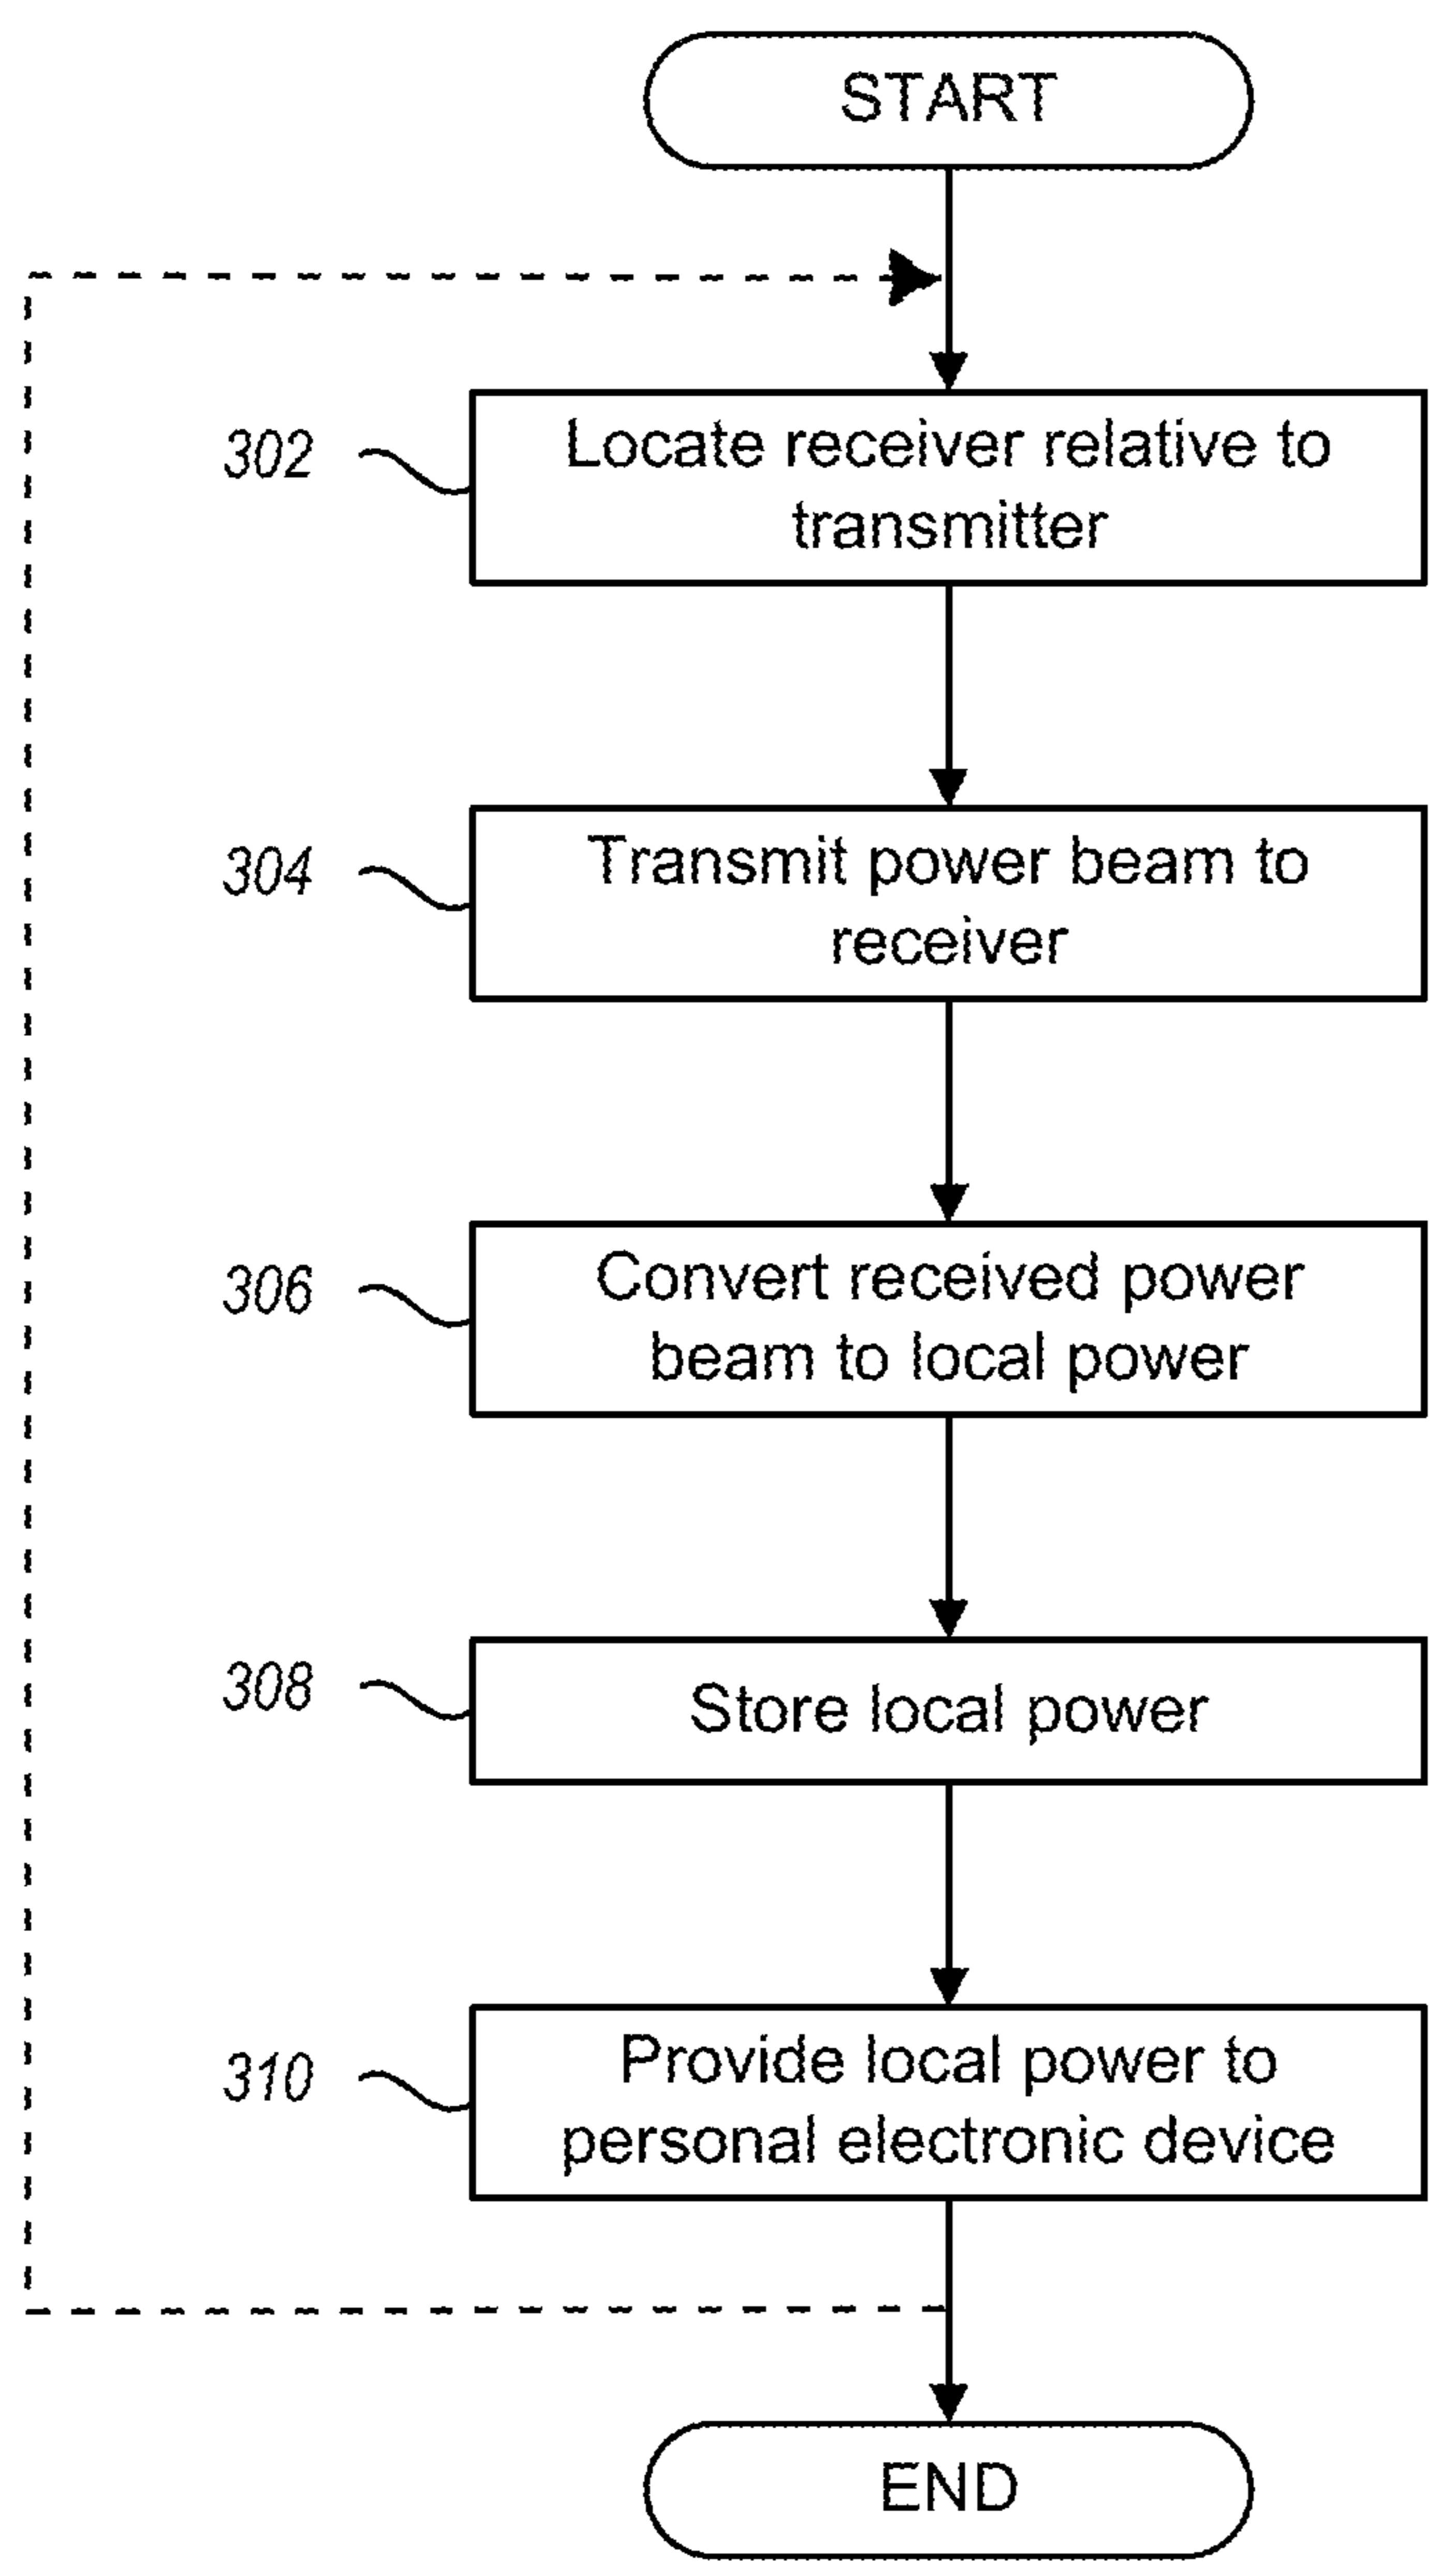 START
302
Locate receiver relative to
transmitter
304
Transmit power beam to
receiver
306
Convert received power
beam to local power
308
Store local power
310
Provide local power to
personal electronic device
END